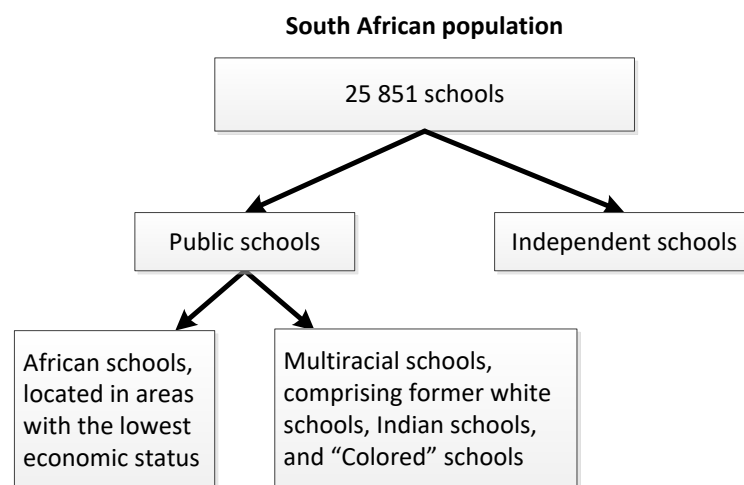 South African population
25 851 schools
Public schools
Independent schools
African schools,
located in areas
with the lowest
economic status
Multiracial schools,
comprising former white
schools, Indian schools,
and “Colored” schools